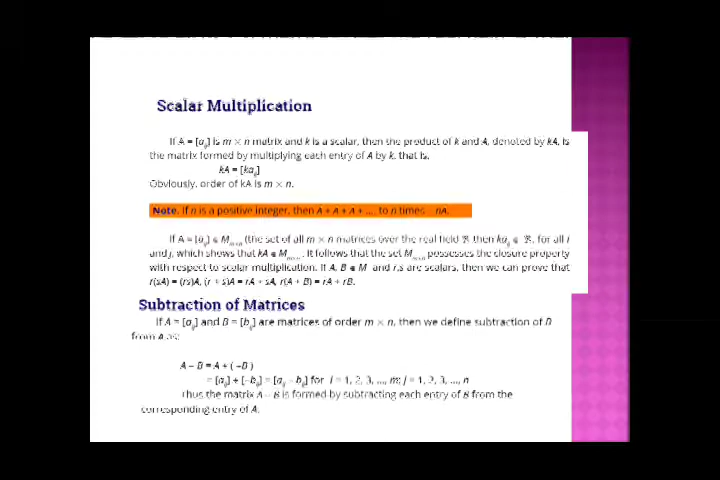 Scalar Multiplication
If A = [aij] is m × n matrix and k is a scalar, then the product of k and A, denoted by kA, is
the matrix formed by multiplying each entry of A by k. that is,
kA = [kaij]
Obviously, order of kA is m × n.
Note. If n is a positive integer, then A + A + A + .... to n times = nA.
If A = [aij] ∈ Mm×n (the set of all m × n matrices over the real field ℜ then kaij ∈ ℜ, for all i
and j, which shows that kA ∈ Mm×n. It follows that the set Mm×n possesses the closure property
with respect to scalar multiplication. If A, B ∈ M and r,s are scalars, then we can prove that
r(sA) = (rs)A, (r + s)A = rA + sA, r(A + B) = rA + rB.
Subtraction of Matrices
If A = [aij] and B = [bij] are matrices of order m × n, then we define subtraction of B
from A as:
A – B = A + ( –B )
= [aij] + [–bij] = [aij – bij] for i = 1, 2, 3, ..., m; j = 1, 2, 3, ..., n
Thus the matrix A – B is formed by subtracting each entry of B from the
corresponding entry of A.